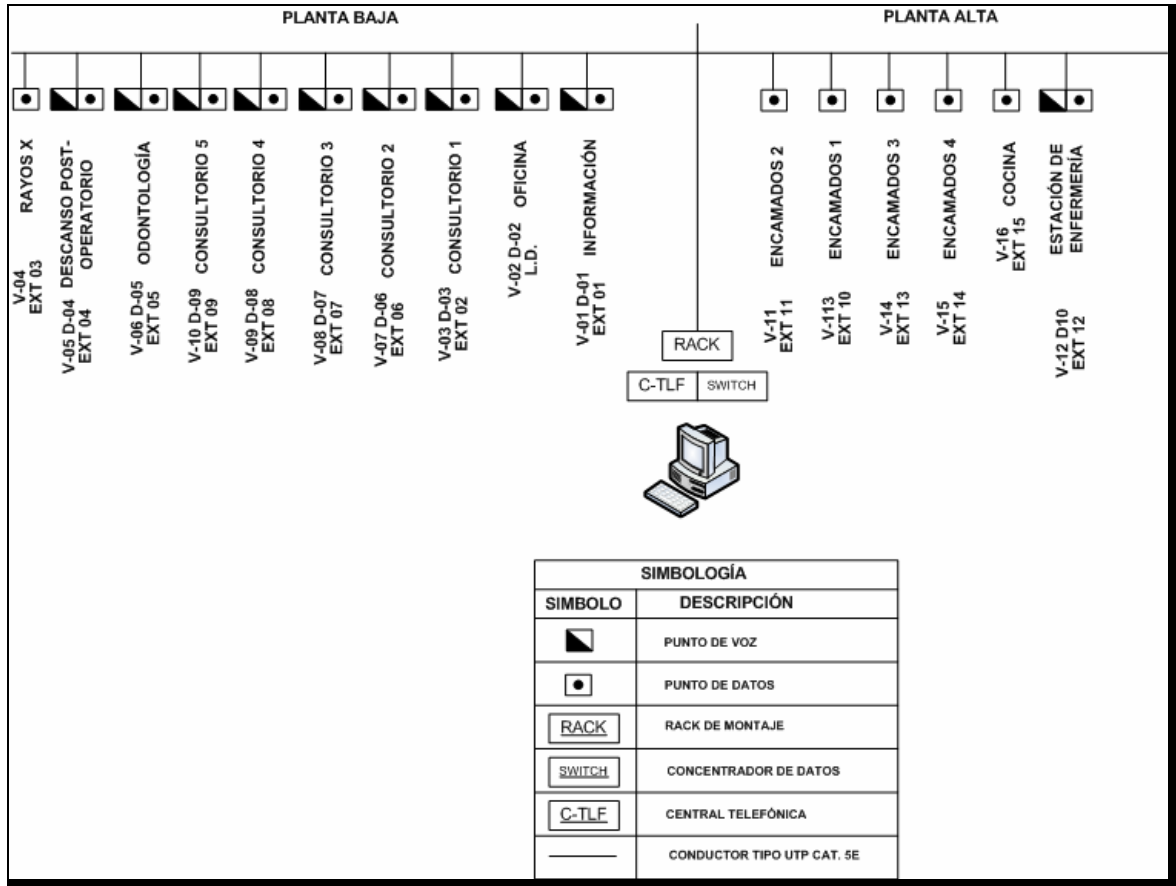 PLANTA BAJA
PLANTA ALTA
RAYOS X
V-04
EXT 03
DESCANSO POST-
OPERATORIO
V-05 D-04
EXT 04
ODONTOLOGÍA
V-06 D-05
EXT 05
CONSULTORIO 5
V-10 D-09
EXT 09
CONSULTORIO 4
V-09 D-08
EXT 08
CONSULTORIO 3
V-08 D-07
EXT 07
CONSULTORIO 2
V-07 D-06
EXT 06
CONSULTORIO 1
V-03 D-03
EXT 02
OFICINA
V-02 D-02
L.D.
INFORMACIÓN
V-01 D-01
EXT 01
ENCAMADOS 2
V-11
EXT 11
ENCAMADOS 1
V-113
EXT 10
ENCAMADOS 3
V-14
EXT 13
ENCAMADOS 4
V-15
EXT 14
COCINA
V-16
EXT 15
ESTACIÓN DE
ENFERMERÍA
V-12 D10
EXT 12
RACK
C-TLF SWITCH
SIMBOLOGÍA
SIMBOLO DESCRIPCIÓN
PUNTO DE VOZ
PUNTO DE DATOS
RACK RACK DE MONTAJE
SWITCH CONCENTRADOR DE DATOS
C-TLF CENTRAL TELEFÓNICA
CONDUCTOR TIPO UTP CAT. 5E